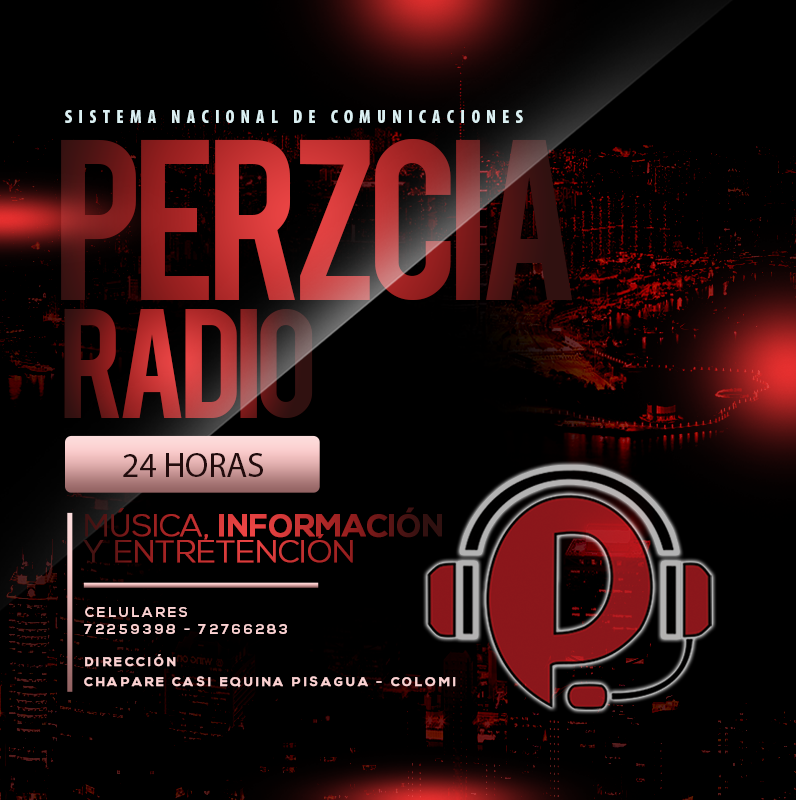 SISTEMA NACIONAL DE COMUNICACIONES
PERZCIA
RADIO
24 HORAS
MÚSICA, INFORMACIÓN
Y ENTRETENCIÓN
CELULARES
72259398 - 72766283
DIRECCIÓN
CHAPARE CASI EQUINA PISAGUA - COLOMI
P